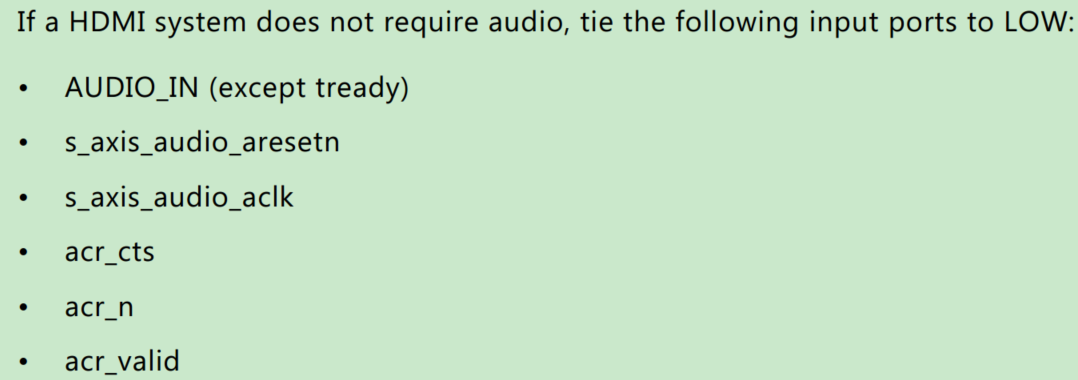 If a HDMI system does not require audio, tie the following input ports to LOW:
• AUDIO_IN (except tready)
• s_axis_audio_aresetn
• s_axis_audio_aclk
• acr_cts
• acr_n
• acr_valid